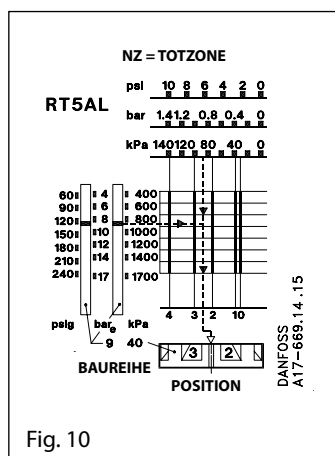 NZ = TOTZONE
RT5AL
psi 10 8 6 4 2 0
bar 1.4 1.2 0.8 0.4 0
kPa 140 120 80 40 0
60 4 400
90 6 600
120 8 800
150 10 1000
180 12 1200
210 14 1400
240 17 1700
4 3 2 10
psig bare kPa
9 40
BAUREIHE
3 2
POSITION
DANFOSS
A17-669.14.15
Fig. 10